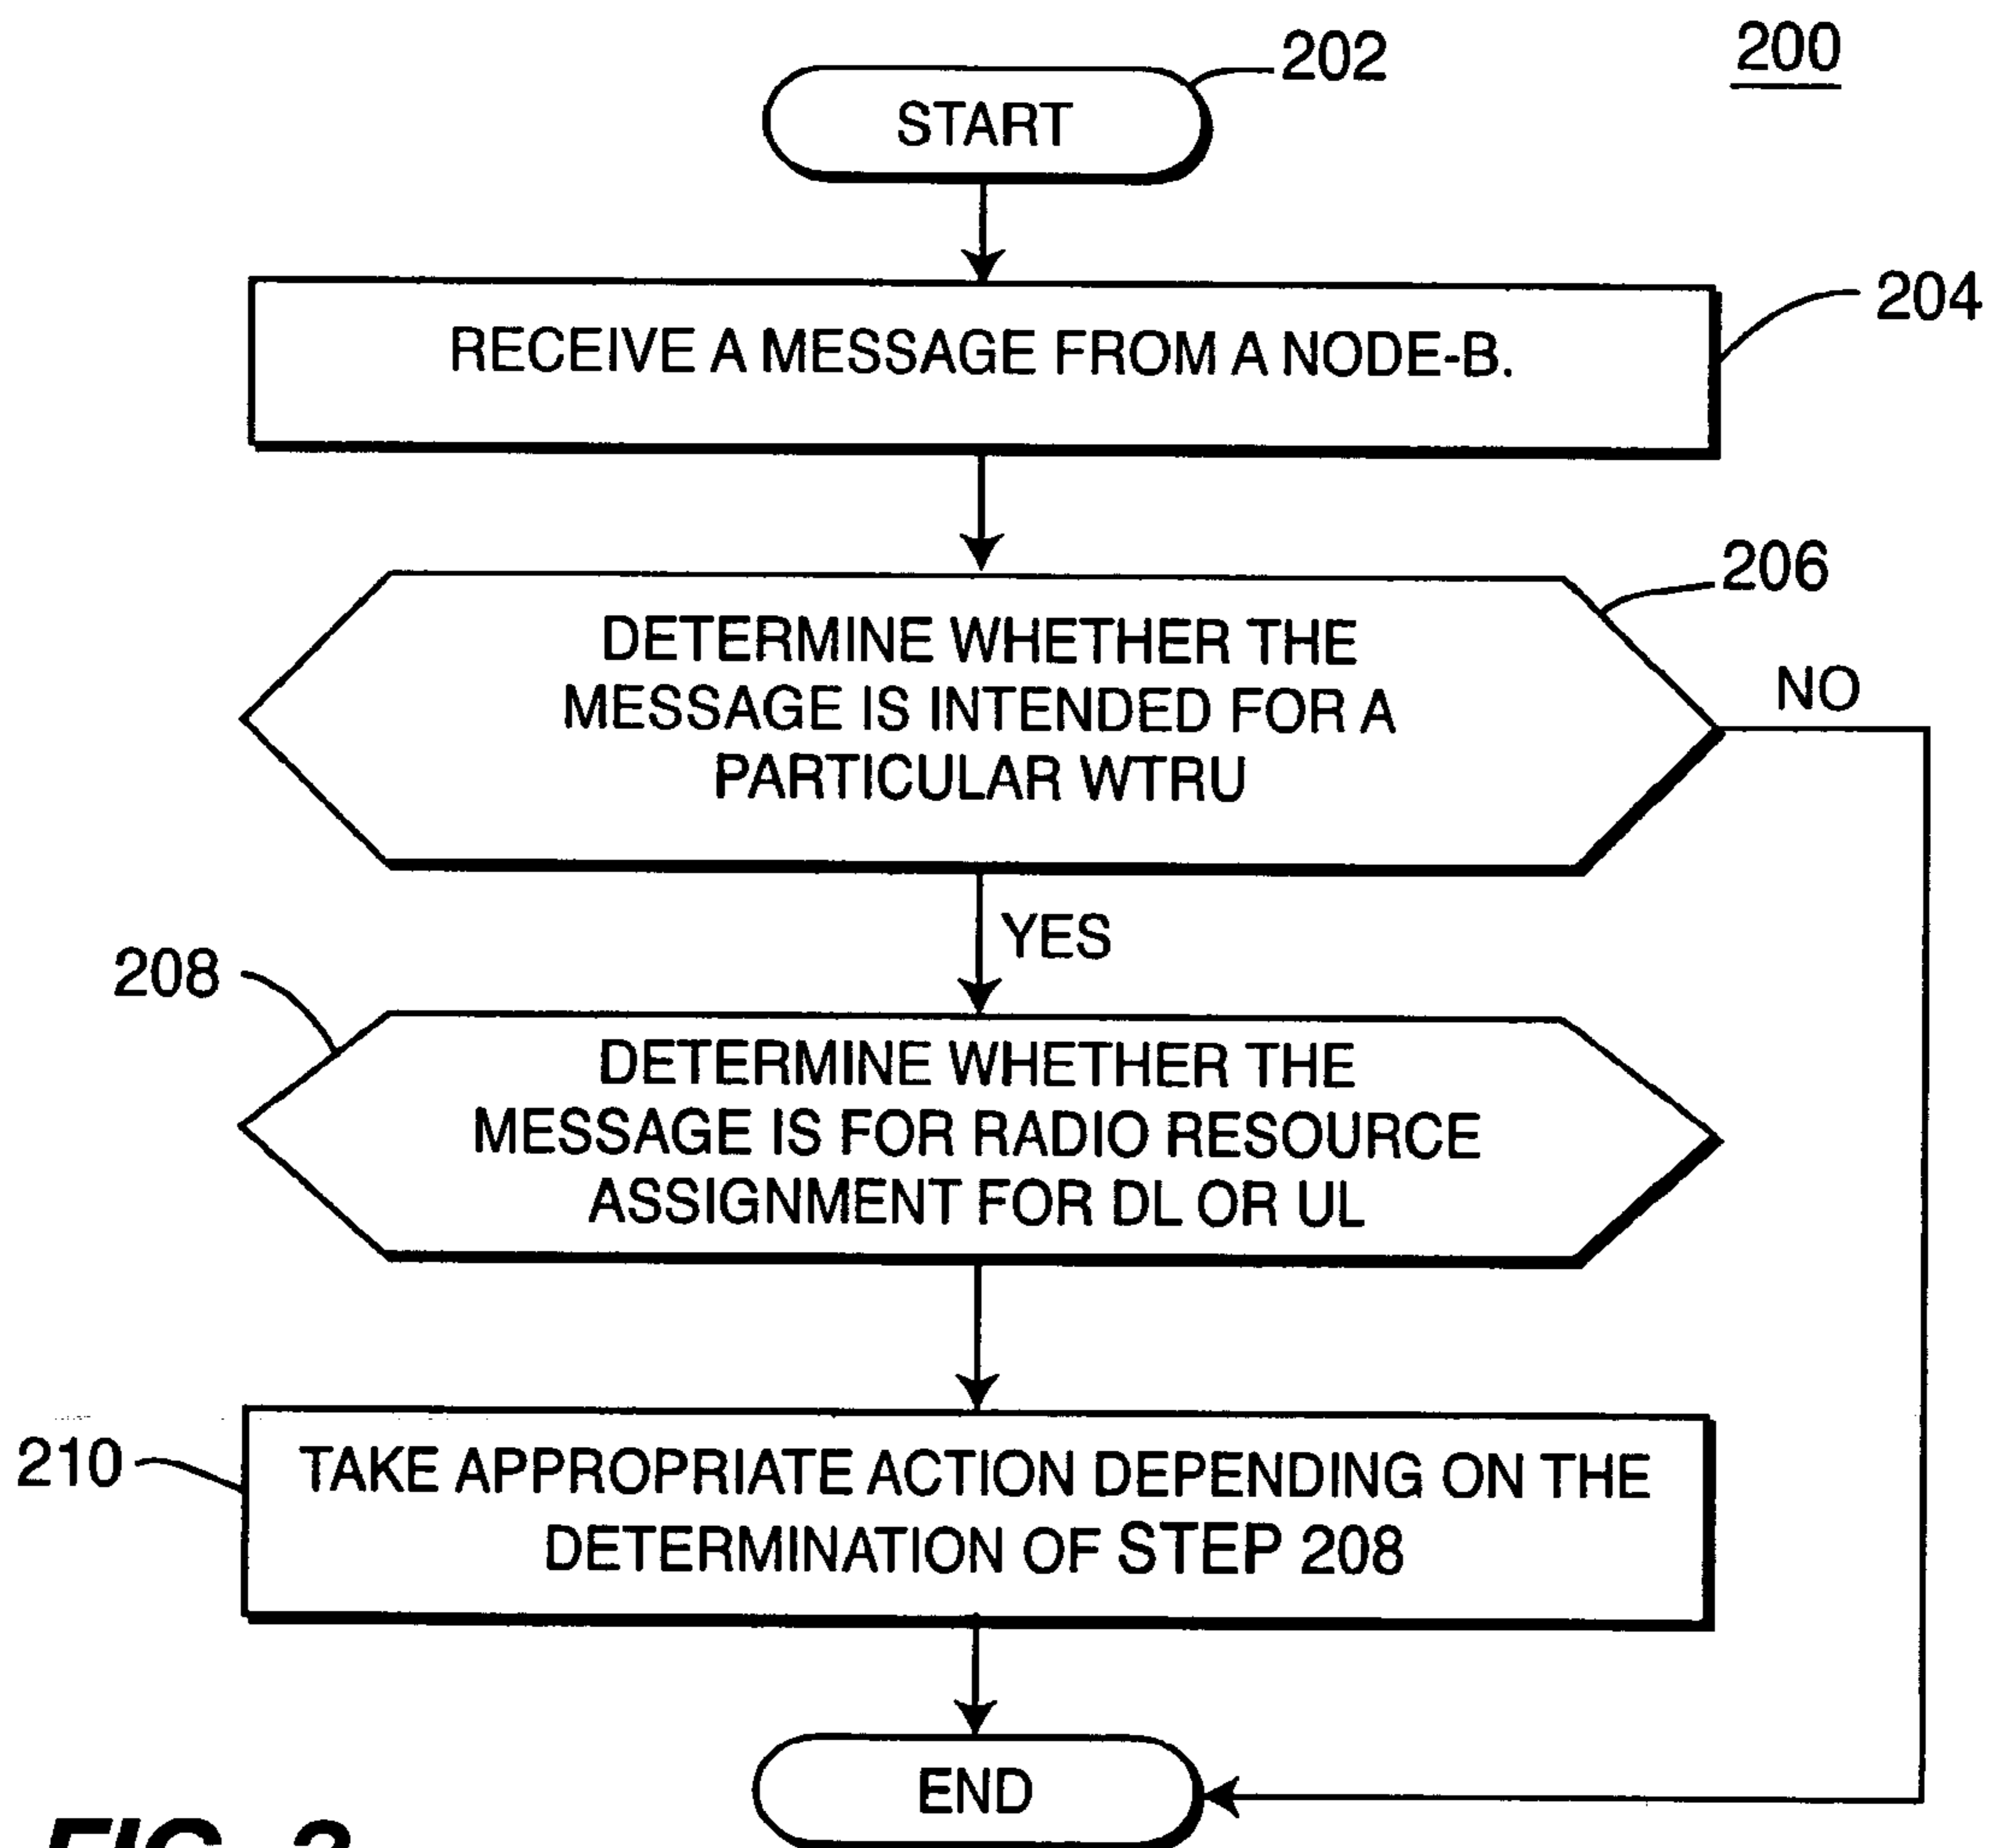 200
202
START
204
RECEIVE A MESSAGE FROM A NODE-B.
206
DETERMINE WHETHER THE
MESSAGE IS INTENDED FOR A
PARTICULAR WTRU
NO
YES
208
DETERMINE WHETHER THE
MESSAGE IS FOR RADIO RESOURCE
ASSIGNMENT FOR DL OR UL
210
TAKE APPROPRIATE ACTION DEPENDING ON THE
DETERMINATION OF STEP 208
END
FIG.